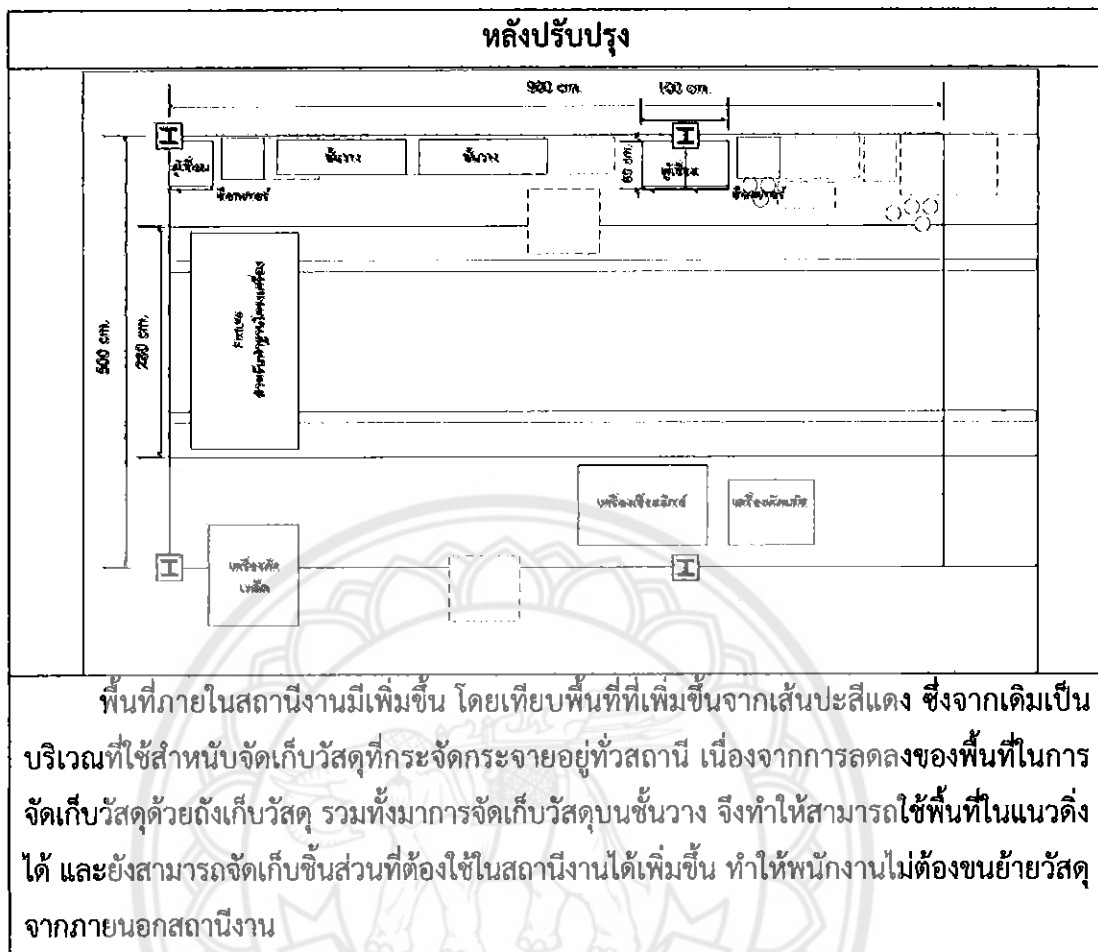 หลังปรับปรุง
900 cm.
100 cm.
ชั้นวาง
ชั้นวาง
60 cm.
500 cm.
Fixture
เครื่องตัด
พื้นที่ภายในสถานีงานมีเพิ่มขึ้น โดยเทียบพื้นที่ที่เพิ่มขึ้นจากเส้นปะสีแดง ซึ่งจากเดิมเป็น
บริเวณที่ใช้สำหนับจัดเก็บวัสดุที่กระจัดกระจายอยู่ทั่วสถานี เนื่องจากการลดลงของพื้นที่ในการ
จัดเก็บวัสดุด้วยถังเก็บวัสดุ รวมทั้งมาการจัดเก็บวัสดุบนชั้นวาง จึงทำให้สามารถใช้พื้นที่ในแนวดิ่ง
ได้ และยังสามารถจัดเก็บชิ้นส่วนที่ต้องใช้ในสถานีงานได้เพิ่มขึ้น ทำให้พนักงานไม่ต้องขนย้ายวัสดุ
จากภายนอกสถานีงาน